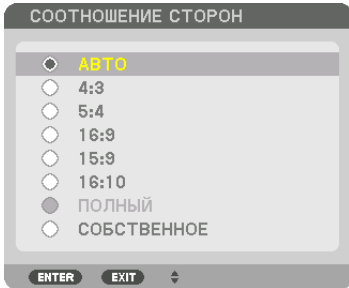 СООТНОШЕНИЕ СТОРОН
АВТО
4:3
5:4
16:9
15:9
16:10
ПОЛНЫЙ
СОБСТВЕННОЕ
ENTER EXIT